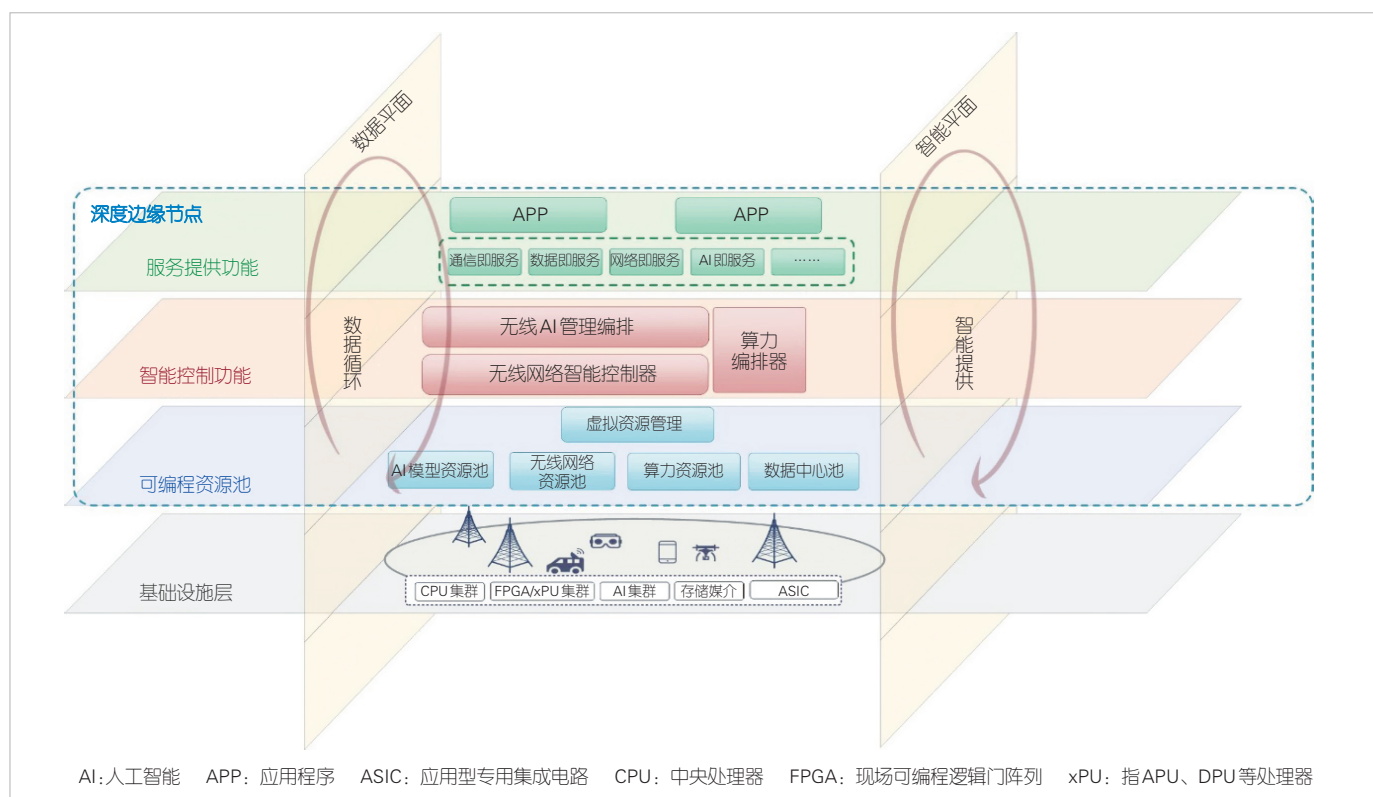 数据平面
智能平面
深度边缘节点
APP
APP
服务提供功能
通信即服务
数据即服务
网络即服务
AI即服务
……
数据循环
无线AI管理编排
算力
编排器
智能提供
智能控制功能
无线网络智能控制器
虚拟资源管理
可编程资源池
AI模型资源池
无线网络
资源池
算力资源池
数据中心池
基础设施层
CPU集群
FPGA/xPU集群
AI集群
存储媒介
ASIC
AI:人工智能 APP：应用程序 ASIC：应用型专用集成电路 CPU：中央处理器 FPGA：现场可编程逻辑门阵列 xPU：指APU、DPU等处理器